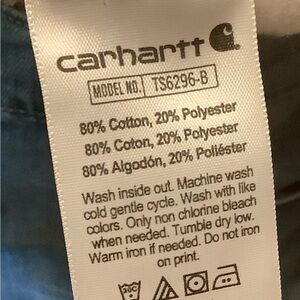 carhartt
MODEL NO. TS6296-B
80% Cotton, 20% Polyester
80% Coton, 20% Polyester
80% Algodón, 20% Poliéster
Wash inside out. Machine wash
cold gentle cycle. Wash with like
colors. Only non chlorine bleach
when needed. Tumble dry low.
Warm iron if needed. Do not iron
on print.